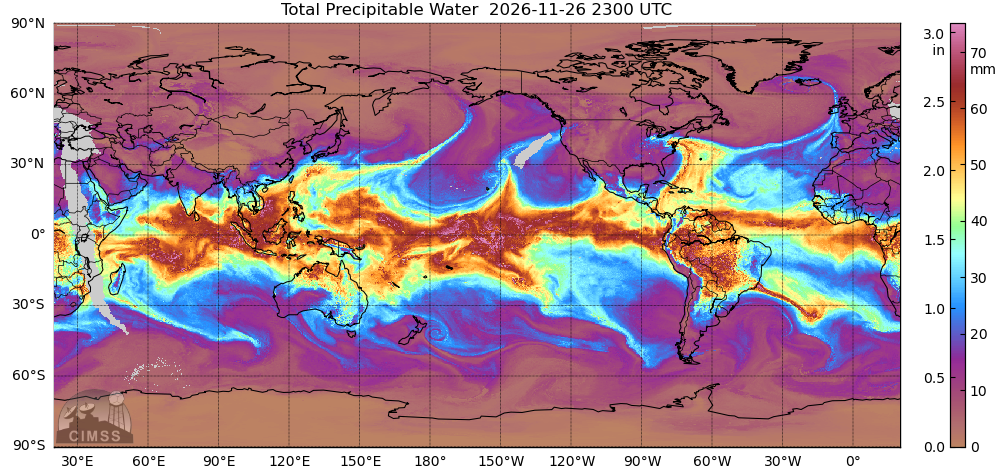 Total Precipitable Water  2026-11-26 2300 UTC
90°N
60°N
30°N
0°
30°S
60°S
90°S
30°E
60°E
90°E
120°E
150°E
180°
150°W
120°W
90°W
60°W
30°W
0°
CIMSS
3.0
in
2.5
2.0
1.5
1.0
0.5
0.0
70
mm
60
50
40
30
20
10
0